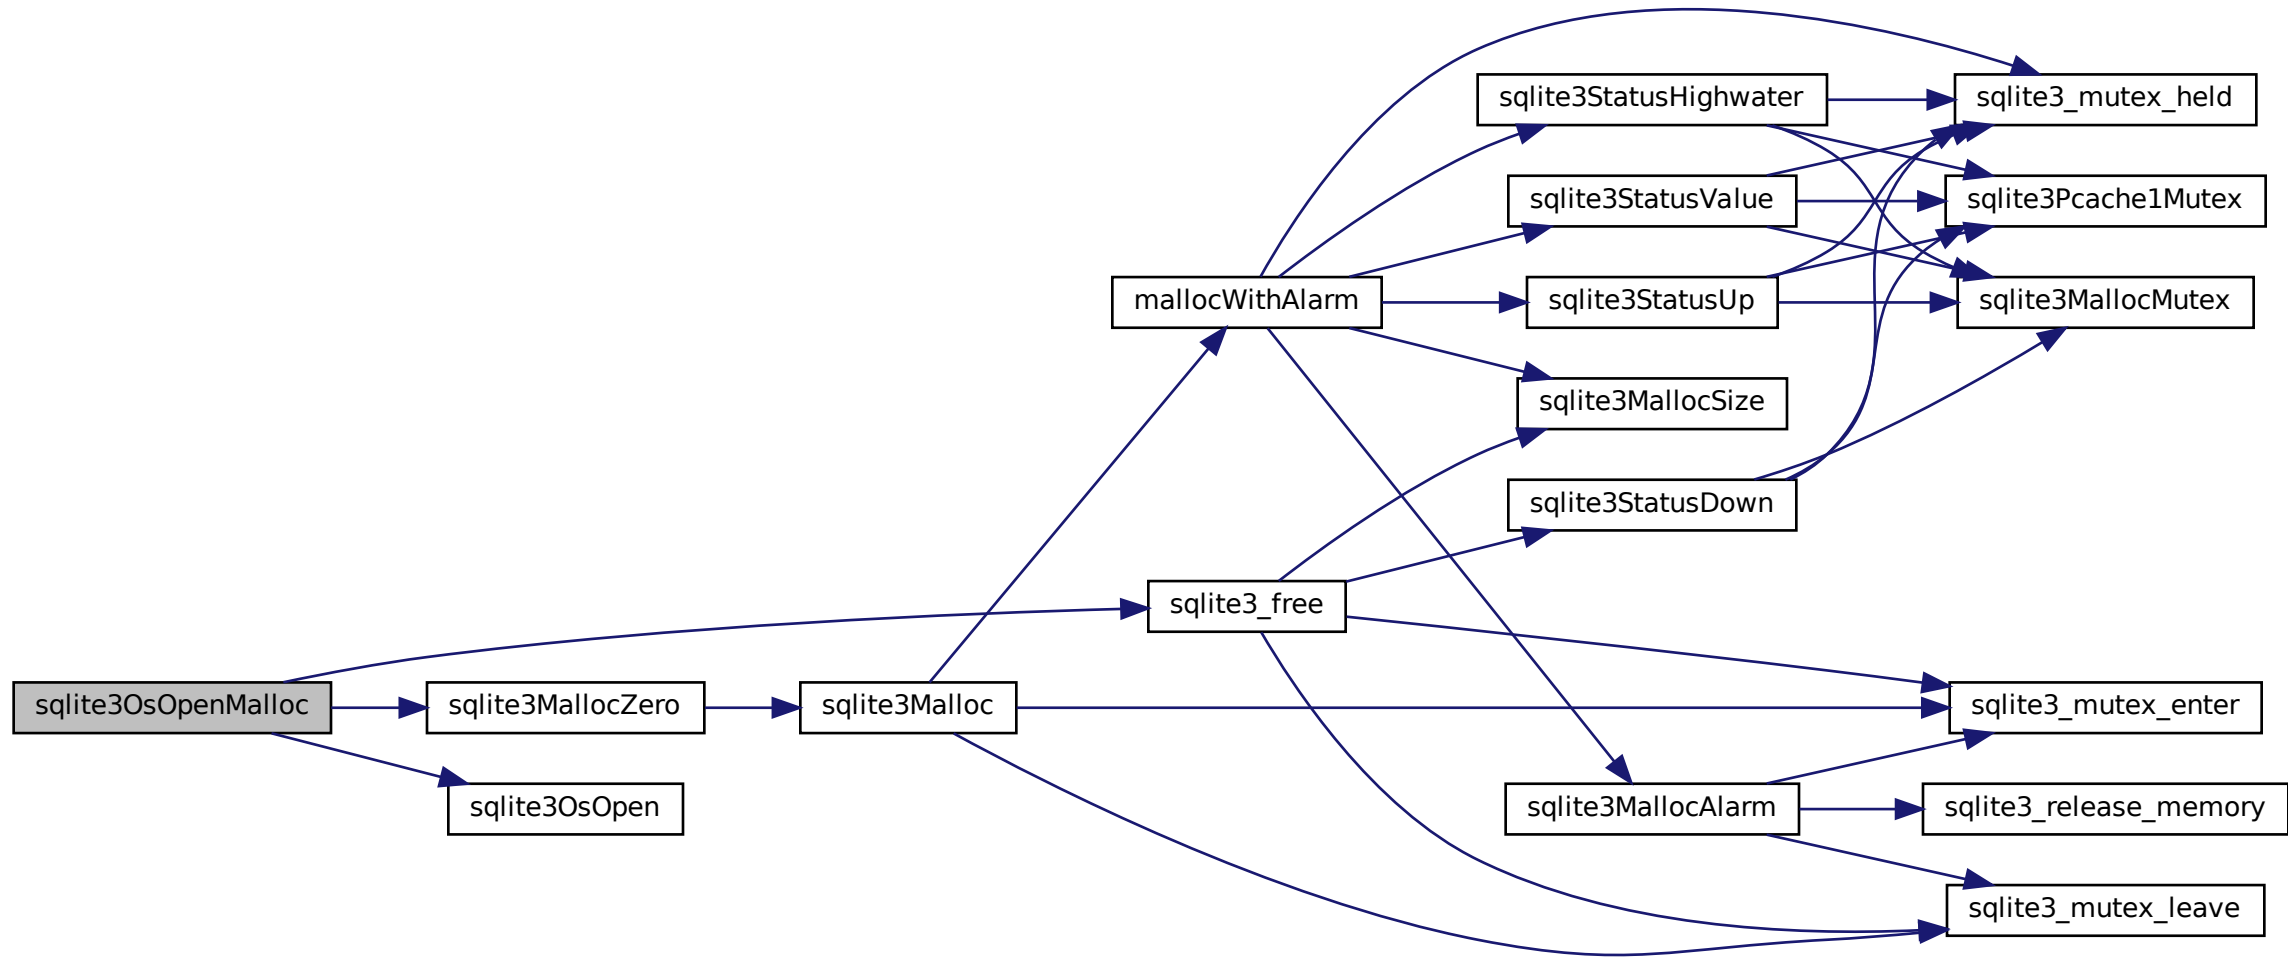 sqlite3StatusHighwater
sqlite3_mutex_held
sqlite3StatusValue
sqlite3Pcache1Mutex
mallocWithAlarm
sqlite3StatusUp
sqlite3MallocMutex
sqlite3MallocSize
sqlite3StatusDown
sqlite3_free
sqlite3OsOpenMalloc
sqlite3MallocZero
sqlite3Malloc
sqlite3_mutex_enter
sqlite3OsOpen
sqlite3MallocAlarm
sqlite3_release_memory
sqlite3_mutex_leave